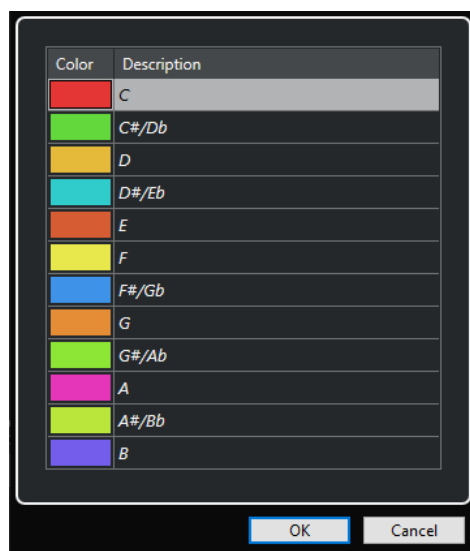 Color Description
C
C#/Db
D
D#/Eb
E
F
F#/Gb
G
G#/Ab
A
A#/Bb
B
OK Cancel